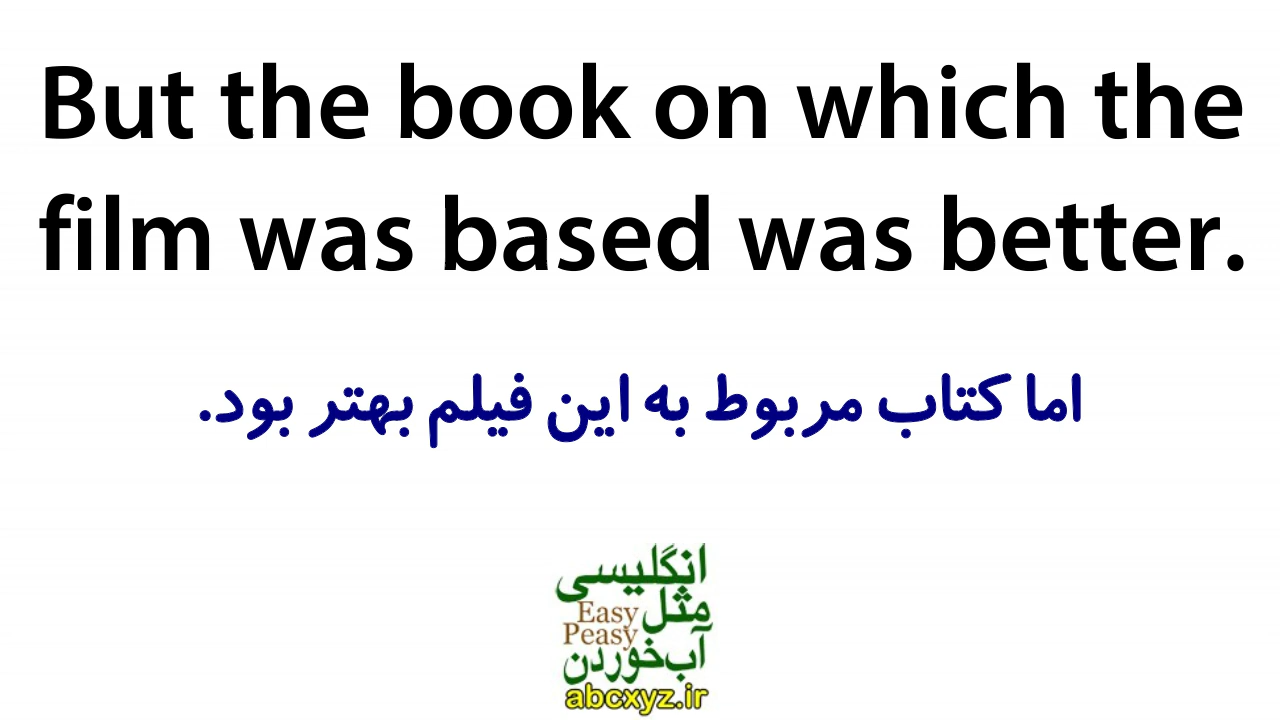 But the book on which the
film was based was better.
اما کتاب مربوط به این فیلم بهتر بود.
انگلیسی
مثل
Easy
Peasy
آب‌خوردن
abcxyz.ir